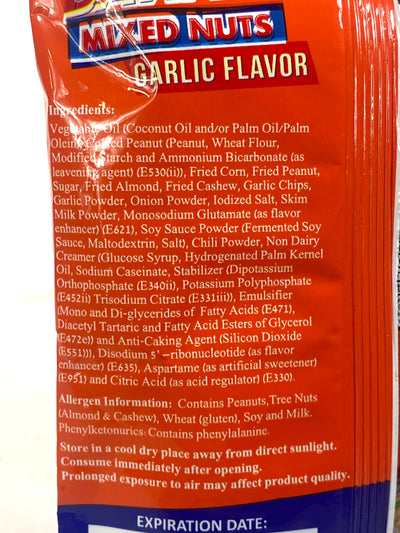 MIXED NUTS
GARLIC FLAVOR
Ingredients:
Vegetable Oil (Coconut Oil and/or Palm Oil/Palm
Olein, Coated Peanut (Peanut, Wheat Flour,
Modified Starch and Ammonium Bicarbonate (as
leavening agent) (E530(ii)), Fried Corn, Fried Peanut,
Sugar, Fried Almond, Fried Cashew, Garlic Chips,
Garlic Powder, Onion Powder, Iodized Salt, Skim
Milk Powder, Monosodium Glutamate (as flavor
enhancer) (E621), Soy Sauce Powder (Fermented Soy
Sauce, Maltodextrin, Salt), Chili Powder, Non Dairy
Creamer (Glucose Syrup, Hydrogenated Palm Kernel
Oil, Sodium Caseinate, Stabilizer (Dipotassium
Orthophosphate (E340ii), Potassium Polyphosphate
(E452ii) Trisodium Citrate (E331iii)), Emulsifier
(Mono and Di-glycerides of Fatty Acids (E471),
Diacetyl Tartaric and Fatty Acid Esters of Glycerol
(E472e)) and Anti-Caking Agent (Silicon Dioxide
(E551))), Disodium 5' –ribonucleotide (as flavor
enhancer) (E635), Aspartame (as artificial sweetener)
(E951) and Citric Acid (as acid regulator) (E330).
Allergen Information: Contains Peanuts,Tree Nuts
(Almond & Cashew), Wheat (gluten), Soy and Milk.
Phenylketonurics: Contains phenylalanine.
Store in a cool dry place away from direct sunlight.
Consume immediately after opening.
Prolonged exposure to air may affect product quality.
EXPIRATION DATE: